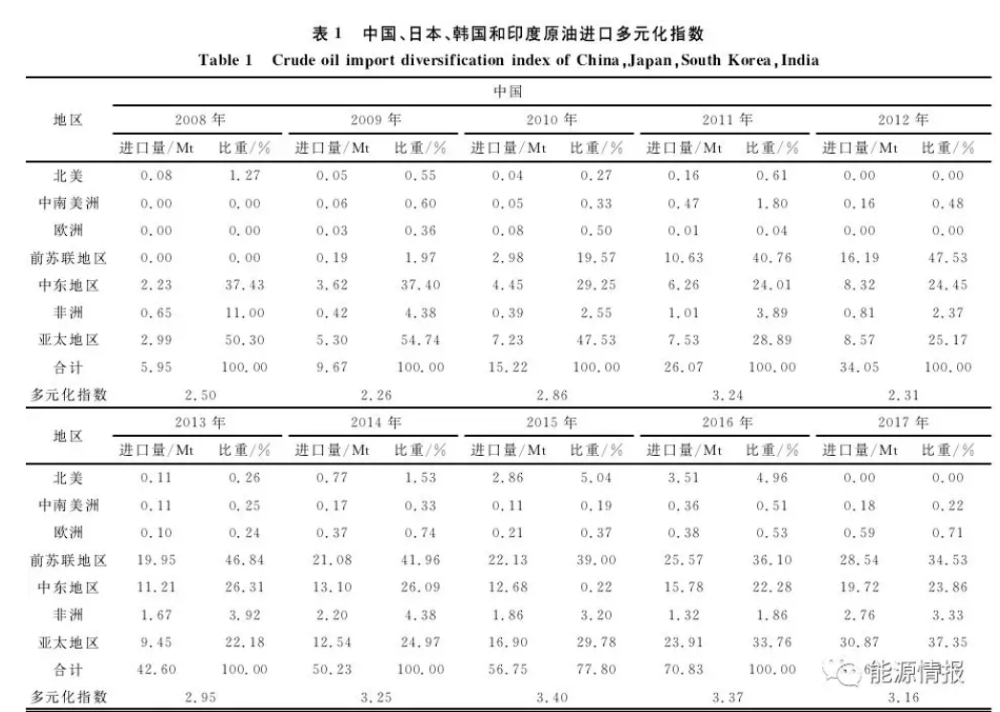 表 1 中国、日本、韩国和印度原油进口多元化指数
Table 1 Crude oil import diversification index of China,Japan,South Korea,India
地区 中国
2008 年 2009 年 2010 年 2011 年 2012 年
进口量/Mt 比重/% 进口量/Mt 比重/% 进口量/Mt 比重/% 进口量/Mt 比重/% 进口量/Mt 比重/%
北美 0.08 1.27 0.05 0.55 0.04 0.27 0.16 0.61 0.00 0.00
中南美洲 0.00 0.00 0.06 0.60 0.05 0.33 0.47 1.80 0.16 0.48
欧洲 0.00 0.00 0.03 0.36 0.08 0.50 0.01 0.04 0.00 0.00
前苏联地区 0.00 0.00 0.19 1.97 2.98 19.57 10.63 40.76 16.19 47.53
中东地区 2.23 37.43 3.62 37.40 4.45 29.25 6.26 24.01 8.32 24.45
非洲 0.65 11.00 0.42 4.38 0.39 2.55 1.01 3.89 0.81 2.37
亚太地区 2.99 50.30 5.30 54.74 7.23 47.53 7.53 28.89 8.57 25.17
合计 5.95 100.00 9.67 100.00 15.22 100.00 26.07 100.00 34.05 100.00
多元化指数 2.50 2.26 2.86 3.24 2.31
地区 2013 年 2014 年 2015 年 2016 年 2017 年
进口量/Mt 比重/% 进口量/Mt 比重/% 进口量/Mt 比重/% 进口量/Mt 比重/% 进口量/Mt 比重/%
北美 0.11 0.26 0.77 1.53 2.86 5.04 3.51 4.96 0.00 0.00
中南美洲 0.11 0.25 0.17 0.33 0.11 0.19 0.36 0.51 0.18 0.22
欧洲 0.10 0.24 0.37 0.74 0.21 0.37 0.38 0.53 0.59 0.71
前苏联地区 19.95 46.84 21.08 41.96 22.13 39.00 25.57 36.10 28.54 34.53
中东地区 11.21 26.31 13.10 26.09 12.68 0.22 15.78 22.28 19.72 23.86
非洲 1.67 3.92 2.20 4.38 1.86 3.20 1.32 1.86 2.76 3.33
亚太地区 9.45 22.18 12.54 24.97 16.90 29.78 23.91 33.76 30.87 37.35
合计 42.60 100.00 50.23 100.00 56.75 77.80 70.83 100.00
能源情报
多元化指数 2.95 3.25 3.40 3.37 3.16